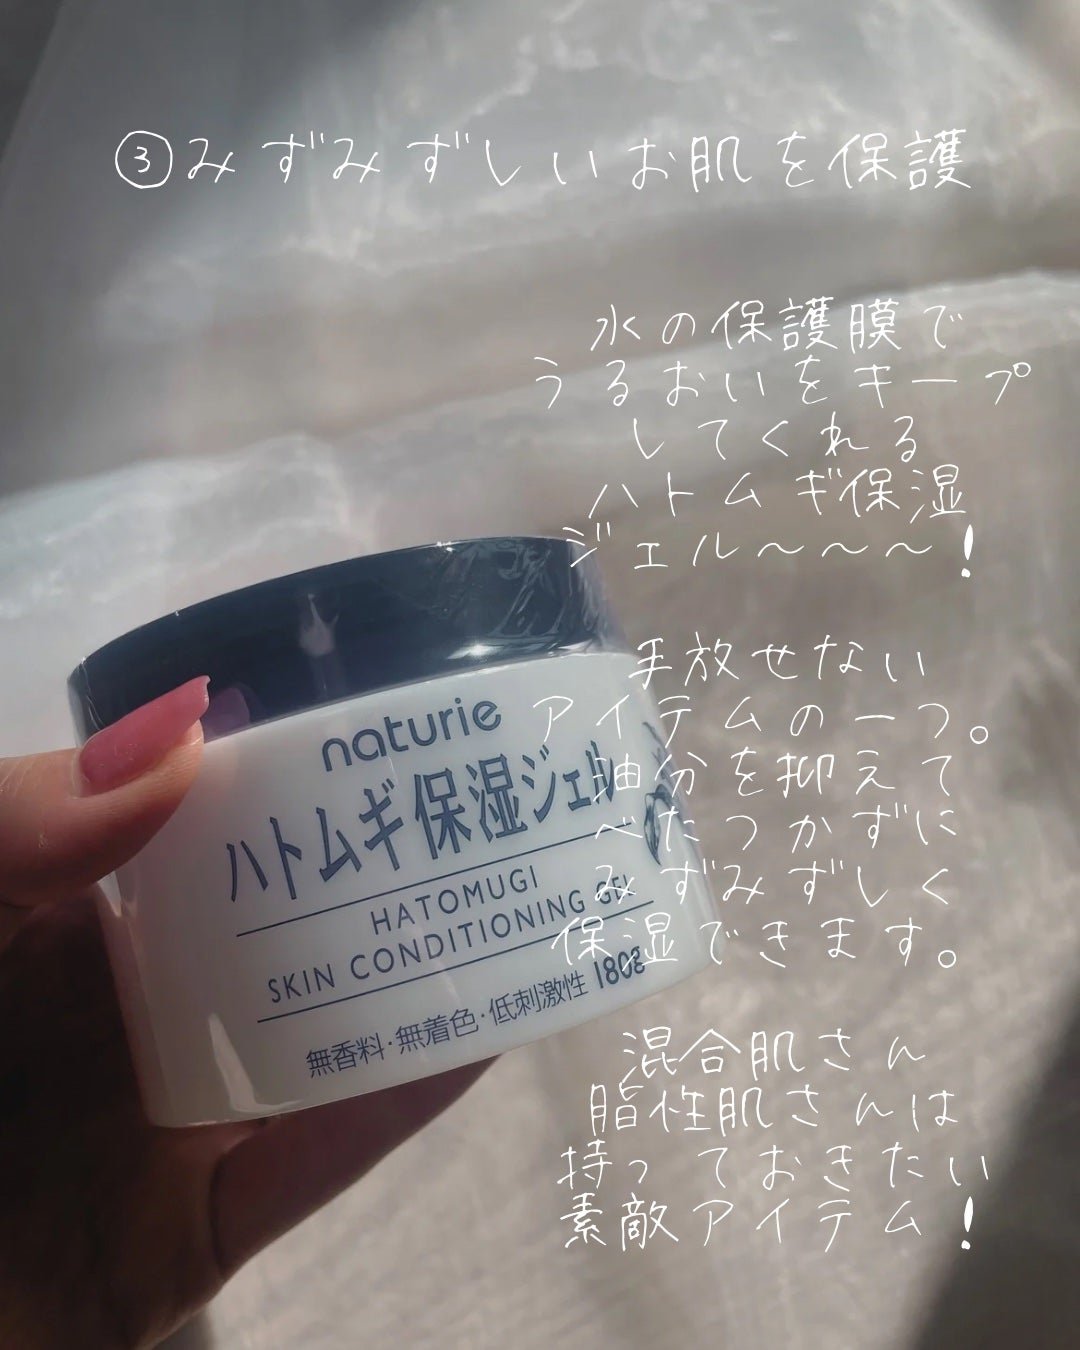 ③みずみずしいお肌を保護
水の保護膜で
うるおいをキープ
してくれる
ハトムギ保湿
ジェル～～～！
手放せない
アイテムの一つ。
油分を抑えて
べたつかずに
みずみずしく
保湿できます。
混合肌さん
脂性肌さんは
持っておきたい
素敵アイテム！
naturie
ハトムギ保湿ジェル
HATOMUGI
SKIN CONDITIONING GEL
無香料・無着色・低刺激性 180g